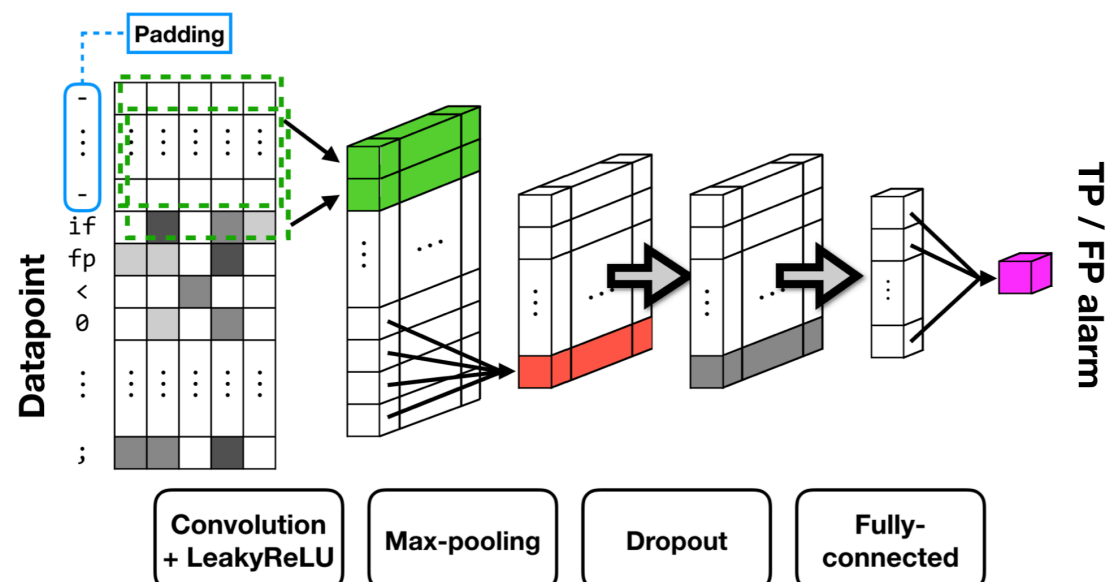 Padding
-
⋮
-
if
fp
<
0
⋮
;
Datapoint
TP / FP alarm
Convolution
+ LeakyReLU
Max-pooling
Dropout
Fully-
connected